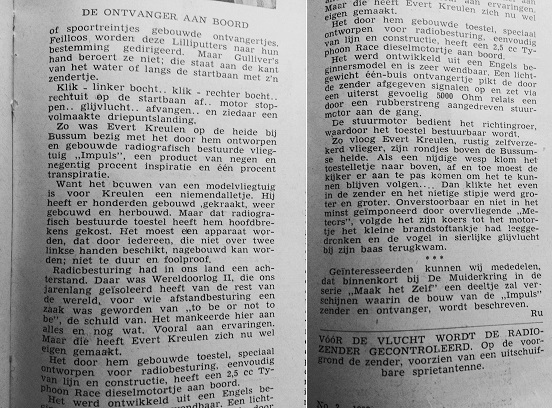 DE ONTVANGER AAN BOORD
of spoortreintjes gebouwde ontvangertjes.
Feilloos worden deze Lilliputters naar hun
bestemming gedirigeerd. Maar Gulliver's
hand beroert ze niet; die staat aan de kant
van het water of langs de startbaan met z'n
zendertje.
Klik - linker bocht.. klik - rechter bocht..
rechtuit op de startbaan af.. motor stop-
pen.. glijvlucht.. afvangen.. en ziedaar een
volmaakte driepuntslanding.
Zo was Evert Kreulen op de heide bij
Bussum bezig met het door hem ontworpen
en gebouwde radiografisch bestuurde vlieg-
tuig „Impuls", een product van negen en
negentig procent inspiratie en één procent
transpiratie.
Want het bouwen van een modelvliegtuig
is voor Kreulen een niemendalletje. Hij
heeft er honderden gebouwd, gekraakt, weer
gebouwd en herbouwd. Maar dat radiogra-
fisch bestuurde toestel heeft hem hoofdbre-
kens gekost. Het moest een apparaat wor-
den, dat door iedereen, die niet over twee
linkse handen beschikt, nagebouwd kan wor-
den; niet te duur en foolproof.
Radiobesturing had in ons land een ach-
terstand. Daar was Wereldoorlog II, die ons
jarenlang geïsoleerd heeft van de rest van
de wereld, voor wie afstandbesturing een
zaak was geworden van „to be or not to
be", de schuld van. Het mankeerde hier aan
alles en nog wat. Vooral aan ervaringen.
Maar die heeft Evert Kreulen zich nu wel
eigen gemaakt.
Het door hem gebouwde toestel, speciaal
ontworpen voor radiobesturing, eenvoudig
van lijn en constructie, heeft een 2,5 cc Ty-
phoon Race dieselmotortje aan boord.
Het werd ontwikkeld uit een Engels be-
Maar die heeft Evert Kreulen zich nu wel
eigen gemaakt.
Het door hem gebouwde toestel, speciaal
ontworpen voor radiobesturing, eenvoudig
van lijn en constructie, heeft een 2,5 cc Ty-
phoon Race dieselmotortje aan boord.
Het werd ontwikkeld uit een Engels be-
ginnersmodel en is zeer wendbaar. Een licht-
gewicht één-buis ontvangertje pikt de door
de zender afgegeven signalen op en zet via
een uiterst gevoelig 5000 Ohm relais een
door een rubberstreng aangedreven stuur-
motor aan de gang.
De stuurmotor bedient het richtingroer,
waardoor het toestel bestuurbaar wordt.
Zo vloog Evert Kreulen, rustig zelfverze-
kerd vlieger, zijn rondjes boven de Bussum-
se heide. Als een nijdige wesp klom het
toestelletje naar boven, af en toe moest de
kijker er aan te pas komen om het te kun-
nen blijven volgen... Dan klikte het even
in de zender en het nietige stipje werd gro-
ter en groter. Onverstoorbaar en niet in het
minst geïmponeerd door overvliegende „Me-
teors", volgde het zijn koers tot het motor-
tje het kleine brandstoftankje had leegge-
dronken en de vogel in sierlijke glijvlucht
bij zijn baas terugkwam.
* * *
Geïnteresseerden kunnen wij mededelen,
dat binnenkort bij De Muiderkring in de
serie „Maak het Zelf" een deeltje zal ver-
schijnen waarin de bouw van de „Impuls"
zender en ontvanger, wordt beschreven.
Ru
VóóR DE VLUCHT WORDT DE RADIO-
ZENDER GECONTROLEERD. Op de voor-
grond de zender, voorzien van een uitschuif-
bare sprietantenne.